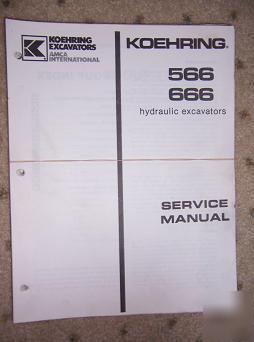 KOEHRING
EXCAVATORS
AMCA
INTERNATIONAL
KOEHRING®
566
666
hydraulic excavators
SERVICE
MANUAL